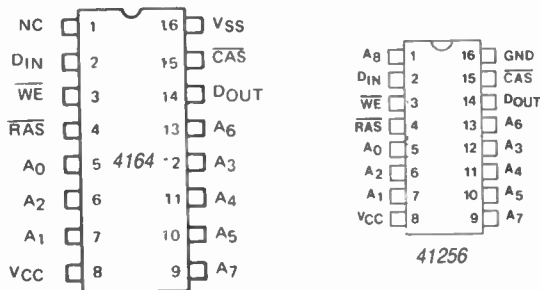 NC 1 16 VSS
DIN 2 15 CAS
WE 3 14 DOUT
RAS 4 13 A6
A0 5 4164 2 A3
A2 6 11 A4
A1 7 10 A5
VCC 8 9 A7
A8 1 16 GND
DIN 2 15 CAS
WE 3 14 DOUT
RAS 4 13 A6
A0 5 12 A3
A2 6 11 A4
A1 7 10 A5
VCC 8 9 A7
41256